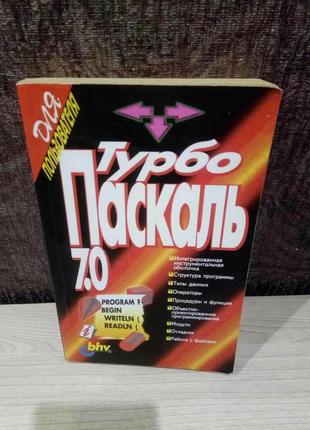 для
пользователя
Турбо
Паскаль
7.0
Интегрированная
инструментальная
оболочка
Структура программы
Типы данных
Операторы
Процедуры и функции
Объектно-
ориентированное
программирование
Модули
Отладчик
Работа с файлами
PROGRAM F
BEGIN
WRITELN (
READLN (
i
bhv